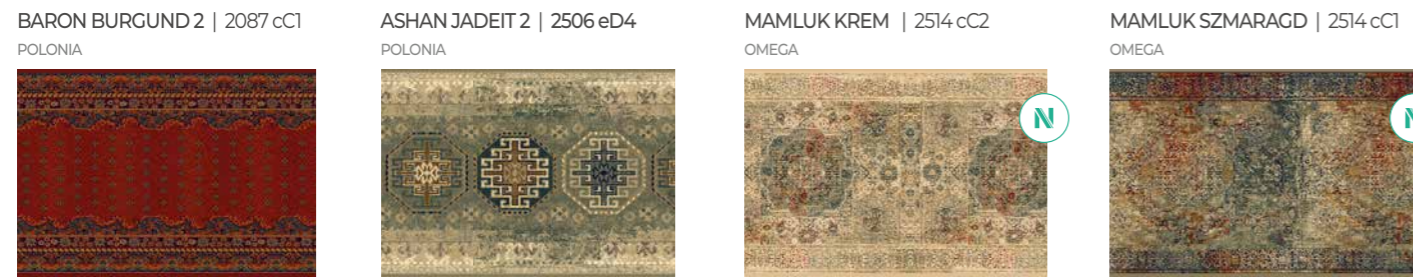 BARON BURGUND 2 | 2087 cC1
POLONIA
ASHAN JADEIT 2 | 2506 eD4
POLONIA
MAMLUK KREM | 2514 cC2
OMEGA
N
MAMLUK SZMARAGD | 2514 cC1
OMEGA
N